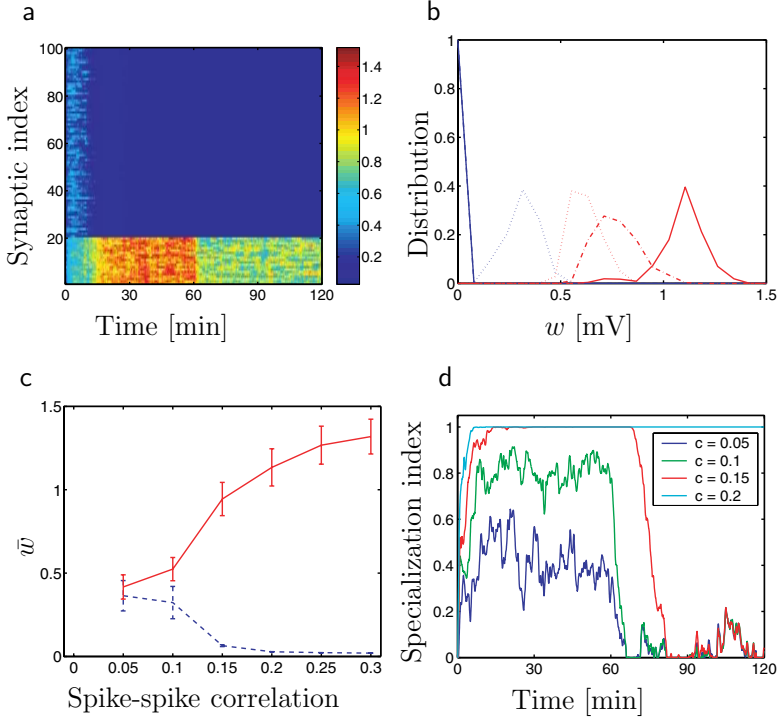 a
Synaptic index
100
80
60
40
20
0 30 60 90 120
Time [min]
1.4
1.2
1
0.8
0.6
0.4
0.2
b
Distribution
1
0.8
0.6
0.4
0.2
0
0 0.5 1 1.5
w [mV]
c
w̄
1.5
1
0.5
0
0 0.05 0.1 0.15 0.2 0.25 0.3
Spike-spike correlation
d
Specialization index
1
0.8
0.6
0.4
0.2
0
0 30 60 90 120
Time [min]
c = 0.05
c = 0.1
c = 0.15
c = 0.2